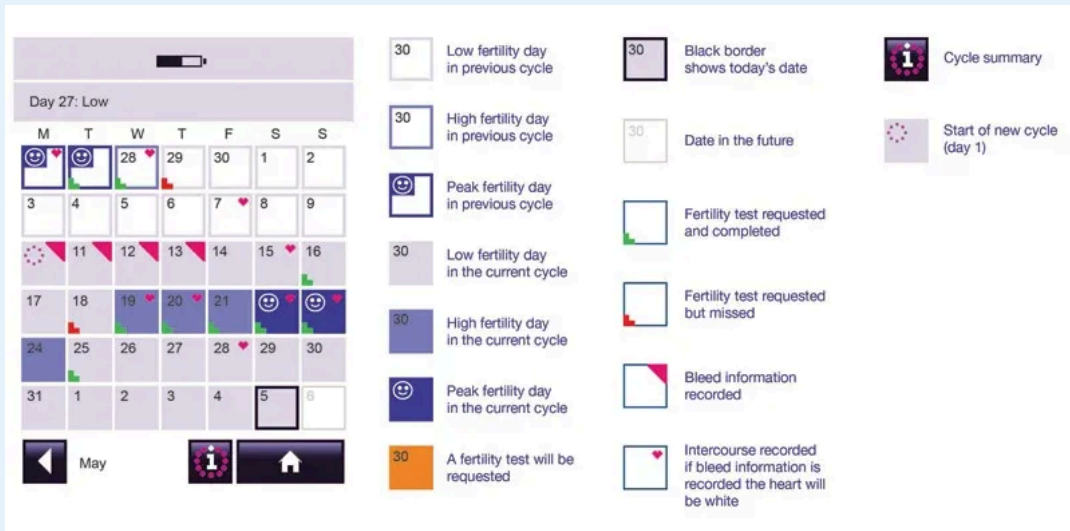 Day 27: Low
M T W T F S S
28 29 30 1 2
3 4 5 6 7 8 9
11 12 13 14 15 16
17 18 19 20 21
24 25 26 27 28 29 30
31 1 2 3 4 5 6
May
i
30
Low fertility day
in previous cycle
30
High fertility day
in previous cycle
Peak fertility day
in previous cycle
30
Low fertility day
in the current cycle
30
High fertility day
in the current cycle
Peak fertility day
in the current cycle
30
A fertility test will be
requested
30
Black border
shows today's date
30
Date in the future
Fertility test requested
and completed
Fertility test requested
but missed
Bleed information
recorded
Intercourse recorded
if bleed information is
recorded the heart will
be white
i
Cycle summary
Start of new cycle
(day 1)